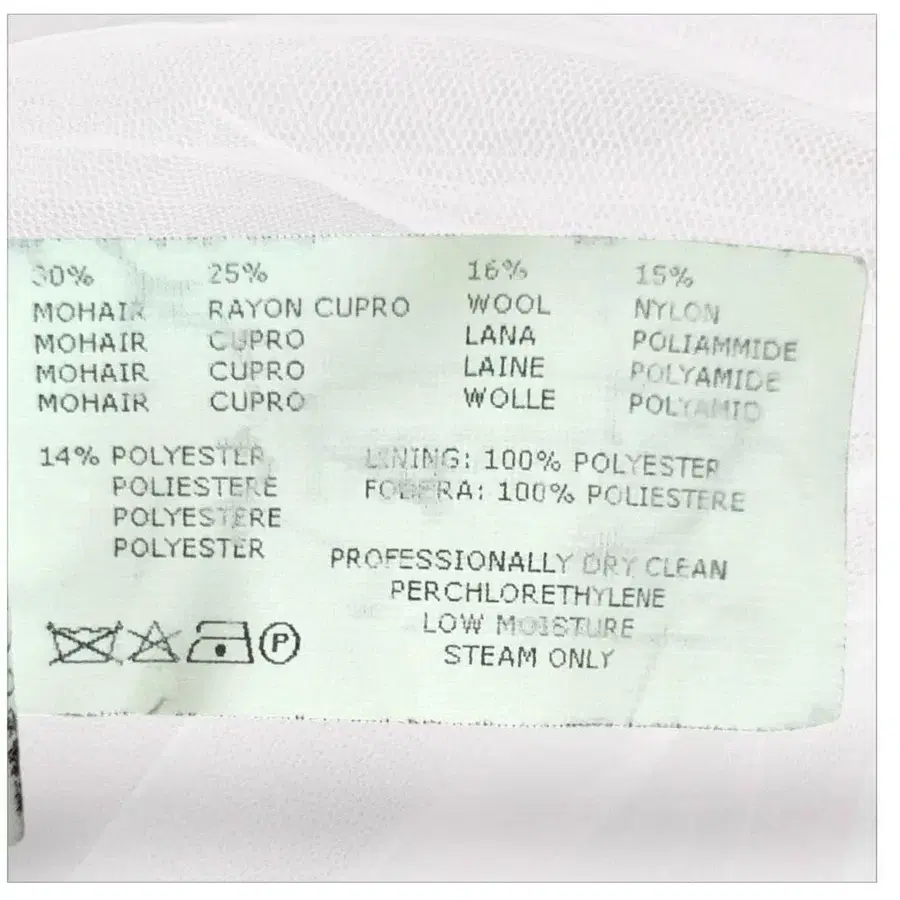 30% 25% 16% 15%
MOHAIR RAYON CUPRO WOOL NYLON
MOHAIR CUPRO LANA POLIAMMIDE
MOHAIR CUPRO LAINE POLYAMIDE
MOHAIR CUPRO WOLLE POLYAMID
14% POLYESTER
POLIESTERE
POLYESTERE
POLYESTER
LINING: 100% POLYESTER
FODERA: 100% POLIESTERE
PROFESSIONALLY DRY CLEAN
PERCHLORETHYLENE
LOW MOISTURE
STEAM ONLY
P